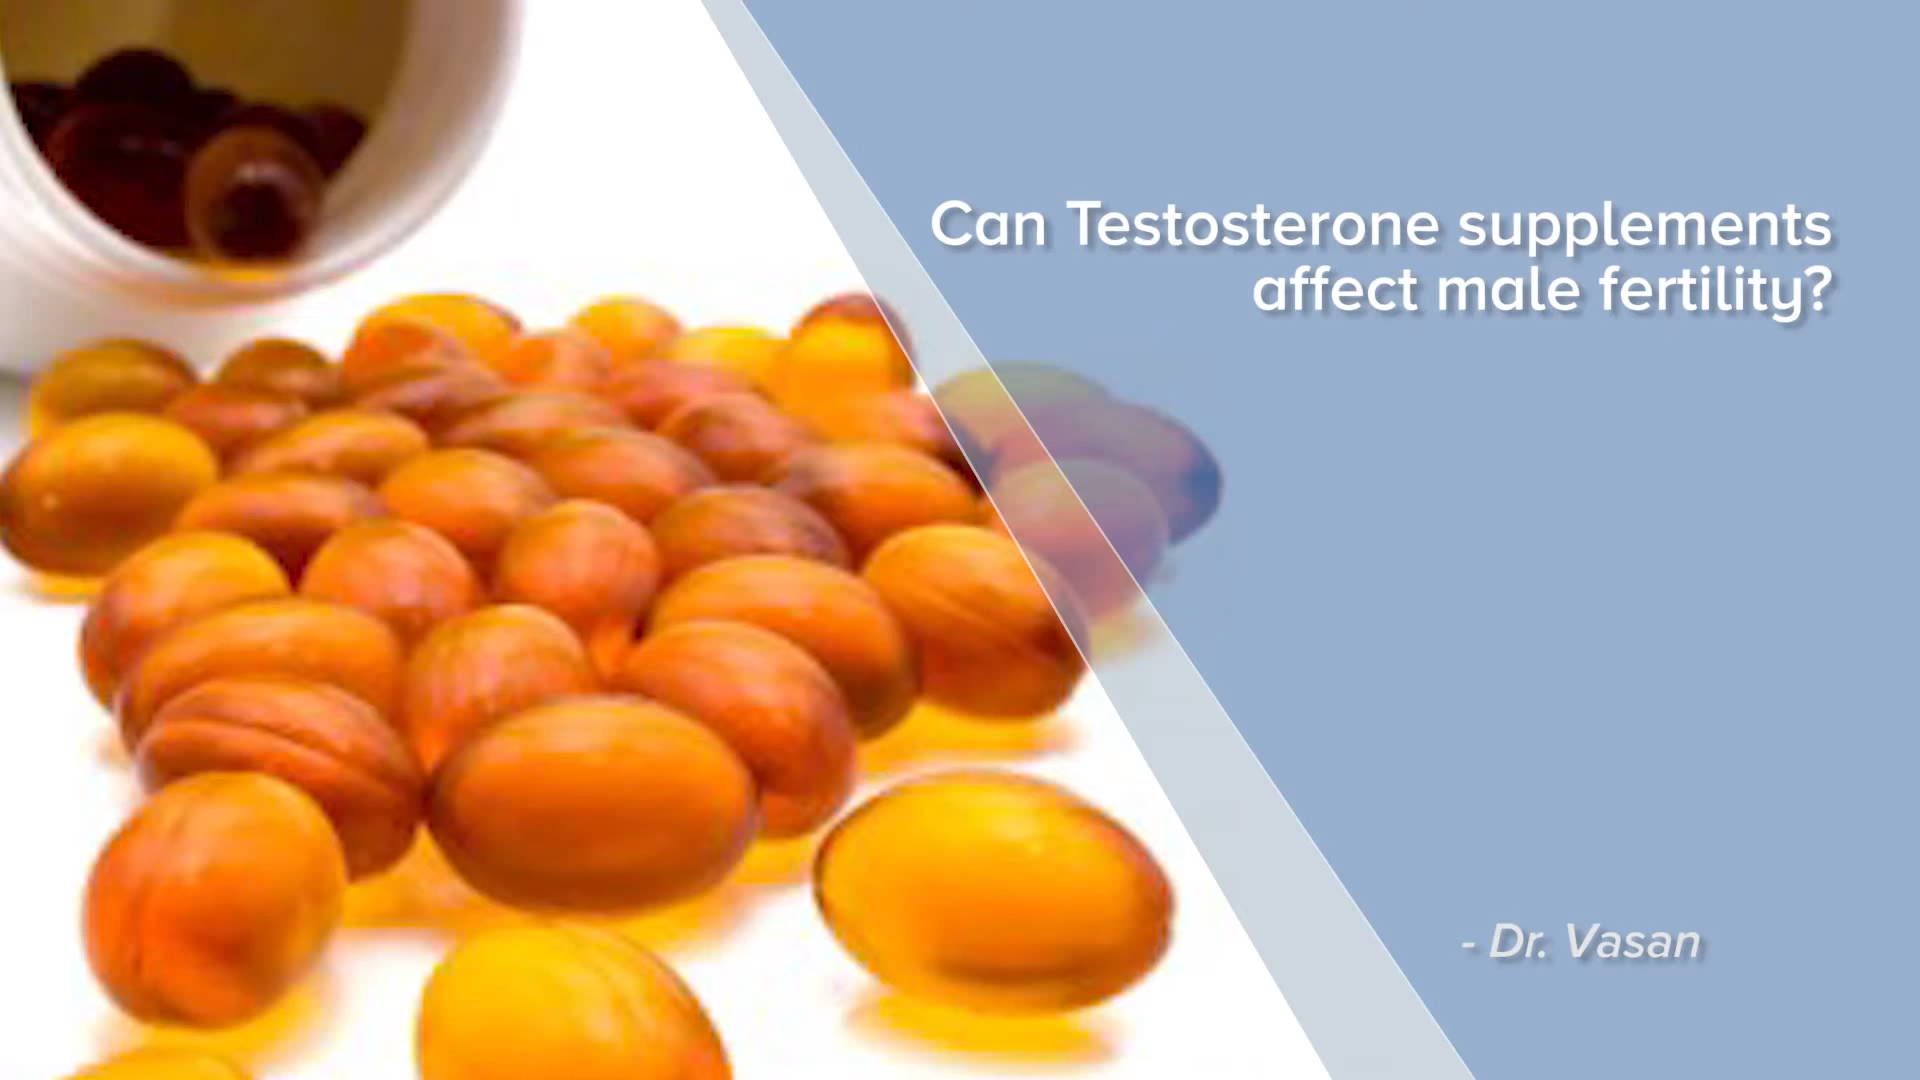 Can Testosterone supplements
affect male fertility?
- Dr. Vasan